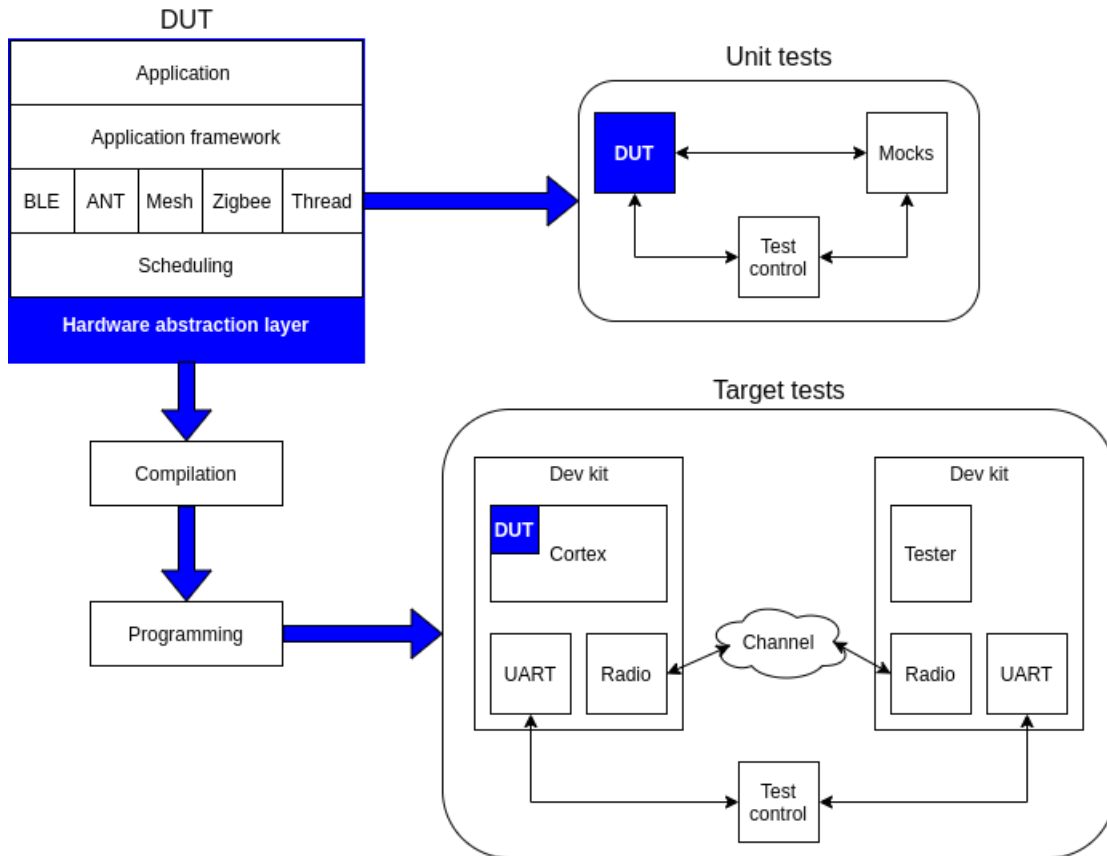 DUT
Application
Application framework
BLE
ANT
Mesh
Zigbee
Thread
Scheduling
Hardware abstraction layer
Compilation
Programming
Unit tests
DUT
Mocks
Test
control
Target tests
Dev kit
DUT
Cortex
UART
Radio
Channel
Dev kit
Tester
Radio
UART
Test
control